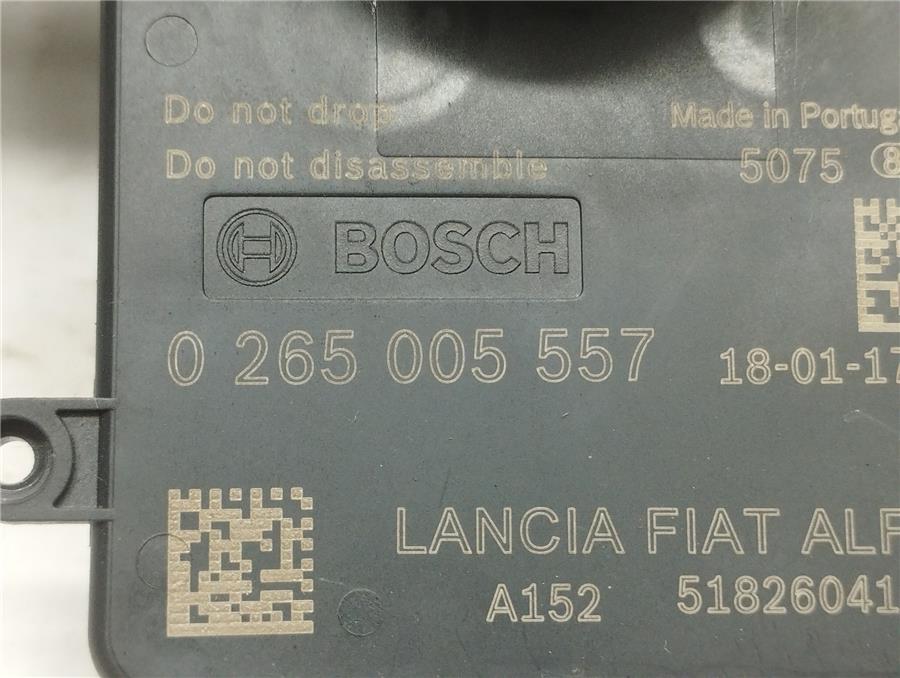 Do not drop
Made in Portuga
Do not disassemble
5075 8
BOSCH
0 265 005 557
18-01-17
LANCIA FIAT ALF
A152 51826041